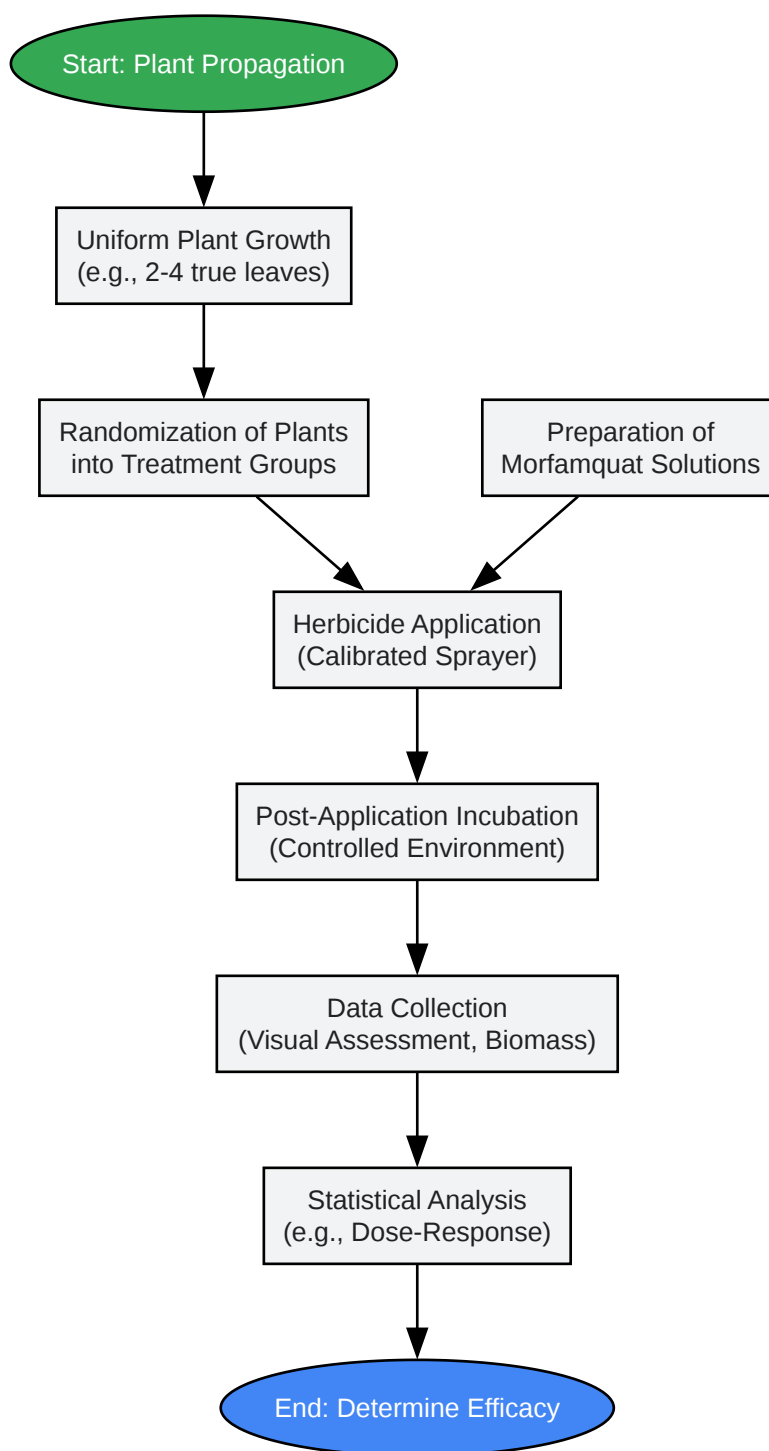 Start: Plant Propagation
Uniform Plant Growth
(e.g., 2-4 true leaves)
Randomization of Plants
into Treatment Groups
Preparation of
Morfamquat Solutions
Herbicide Application
(Calibrated Sprayer)
Post-Application Incubation
(Controlled Environment)
Data Collection
(Visual Assessment, Biomass)
Statistical Analysis
(e.g., Dose-Response)
End: Determine Efficacy